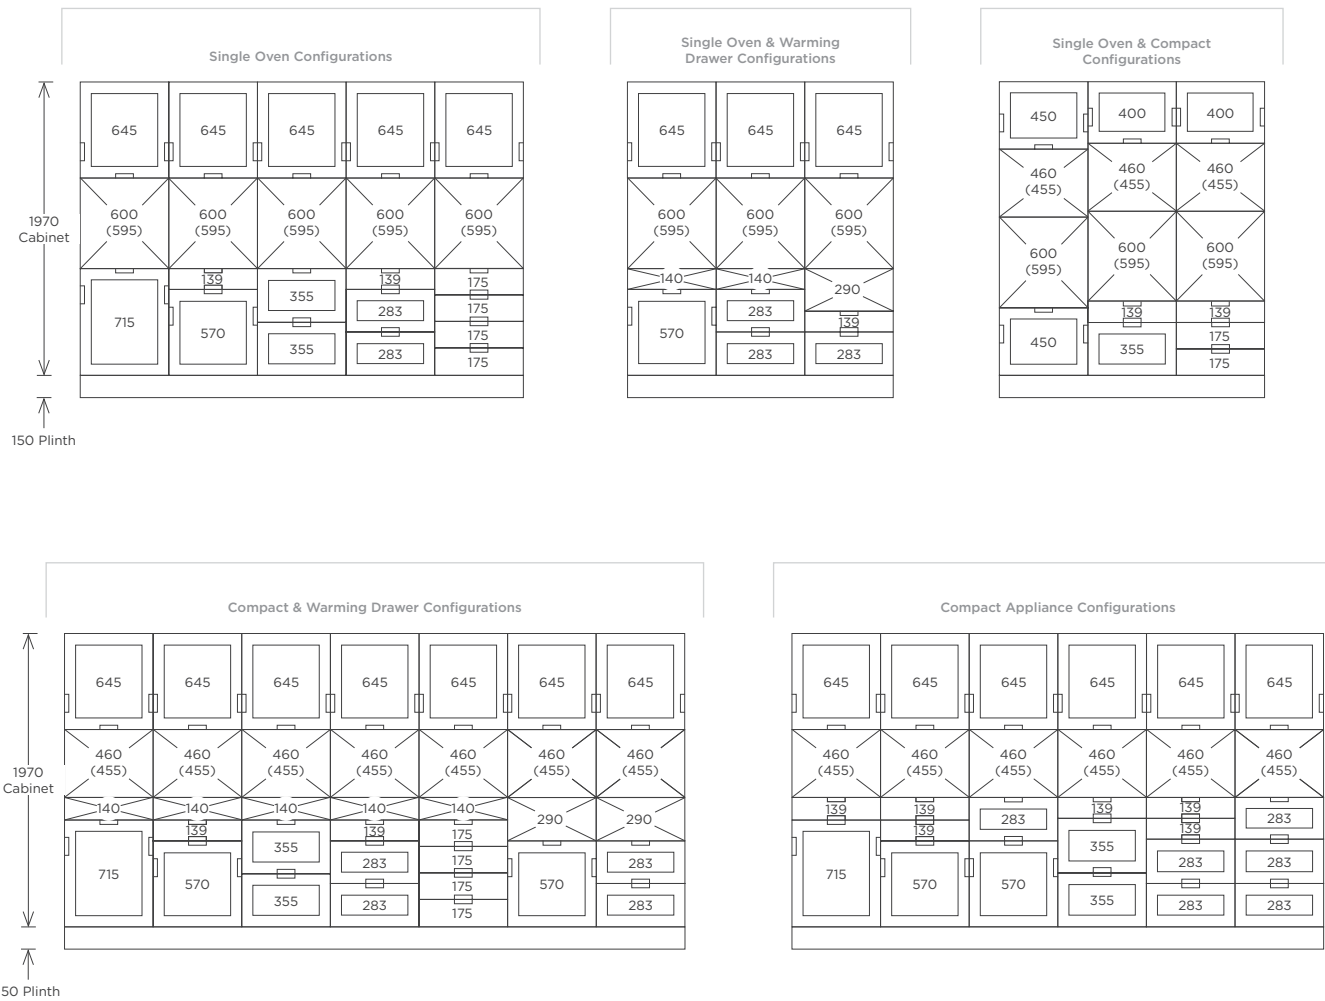 Single Oven Configurations
645 645 645 645 645
600 600 600 600 600
(595) (595) (595) (595) (595)
1970
Cabinet
139 139 175
355 283 175
715 570 175
355 283 175
150 Plinth
Single Oven & Warming
Drawer Configurations
645 645 645
600 600 600
(595) (595) (595)
140 140 290
283 139
570 283 283
Single Oven & Compact
Configurations
450 400 400
460 460 460
(455) (455) (455)
600 600 600
(595) (595) (595)
139 139
450 355 175
175
Compact & Warming Drawer Configurations
645 645 645 645 645 645 645
460 460 460 460 460 460 460
(455) (455) (455) (455) (455) (455) (455)
1970
Cabinet
140 140 140 140 140 290 290
139 355 139 175
715 570 283 175 570 283
175
355 283 175 283
50 Plinth
Compact Appliance Configurations
645 645 645 645 645 645
460 460 460 460 460 460
(455) (455) (455) (455) (455) (455)
139 139 283 139 139 283
139 355 139
715 570 570 283 283
355 283 283